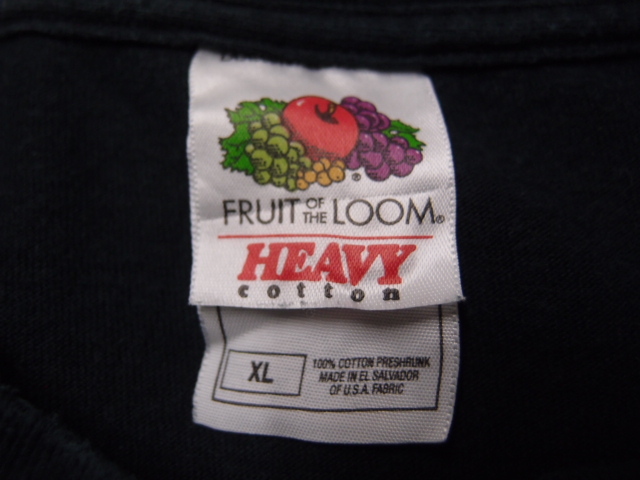 FRUIT OF THE LOOM®
HEAVY
cotton
XL
100% COTTON PRESHRUNK
MADE IN EL SALVADOR
OF U.S.A. FABRIC